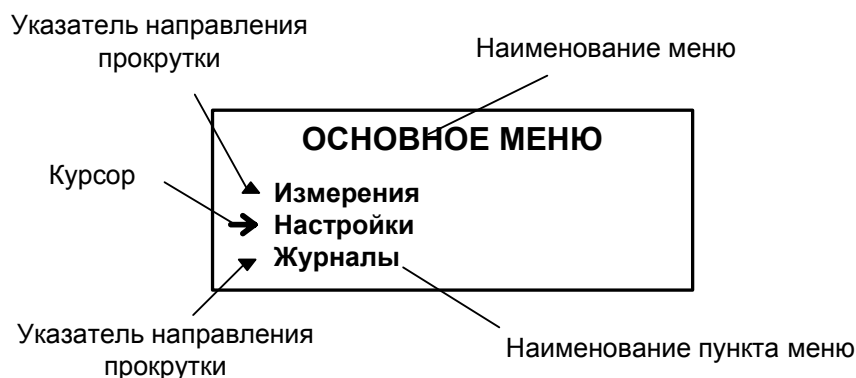 Указатель направления
прокрутки
Наименование меню
ОСНОВНОЕ МЕНЮ
Курсор
Измерения
Настройки
Журналы
Указатель направления
прокрутки
Наименование пункта меню